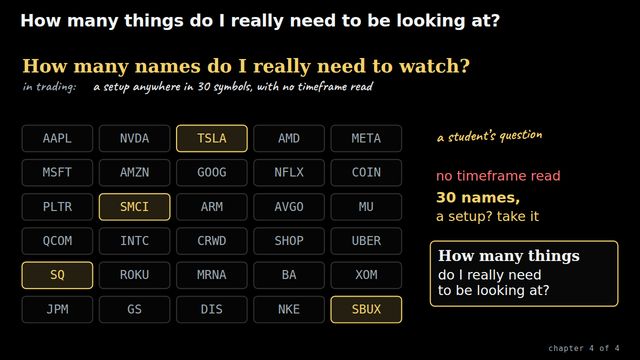 How many things do I really need to be looking at?
How many names do I really need to watch?
in trading: a setup anywhere in 30 symbols, with no timeframe read
AAPL NVDA TSLA AMD META
MSFT AMZN GOOG NFLX COIN
PLTR SMCI ARM AVGO MU
QCOM INTC CRWD SHOP UBER
SQ ROKU MRNA BA XOM
JPM GS DIS NKE SBUX
a student's question
no timeframe read
30 names,
a setup? take it
How many things
do I really need
to be looking at?
chapter 4 of 4